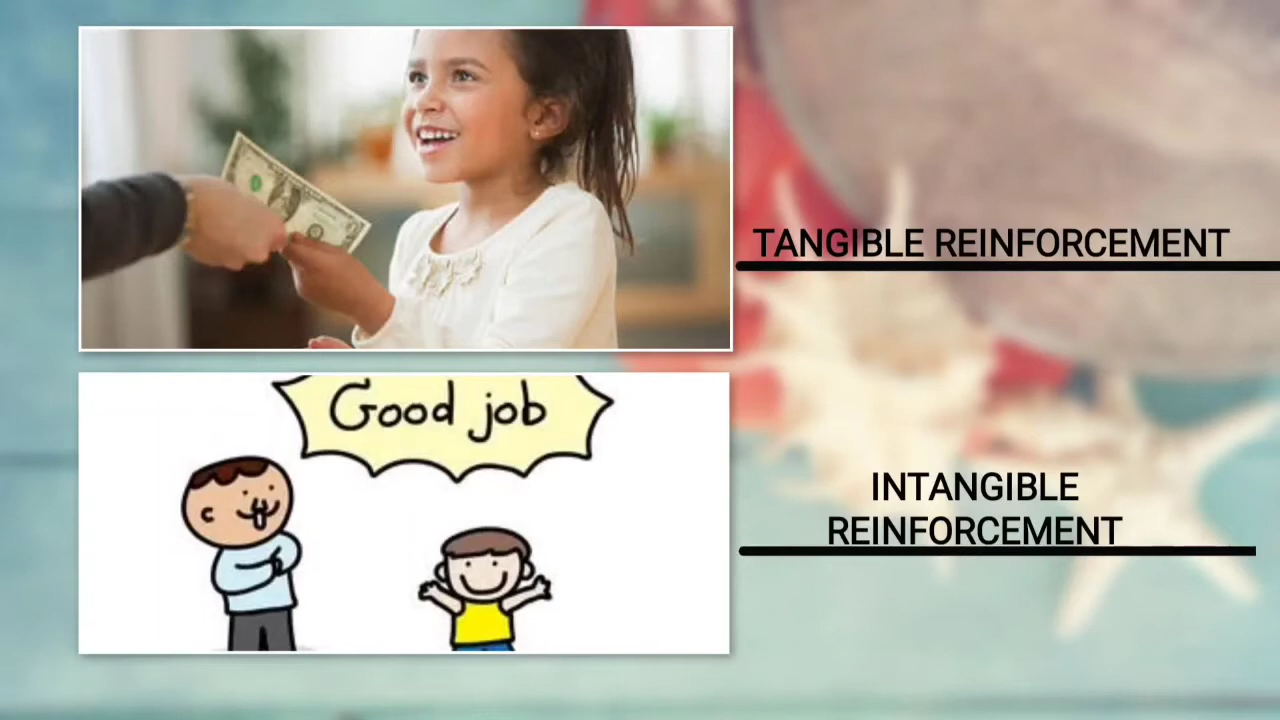 TANGIBLE REINFORCEMENT
Good job
INTANGIBLE
REINFORCEMENT